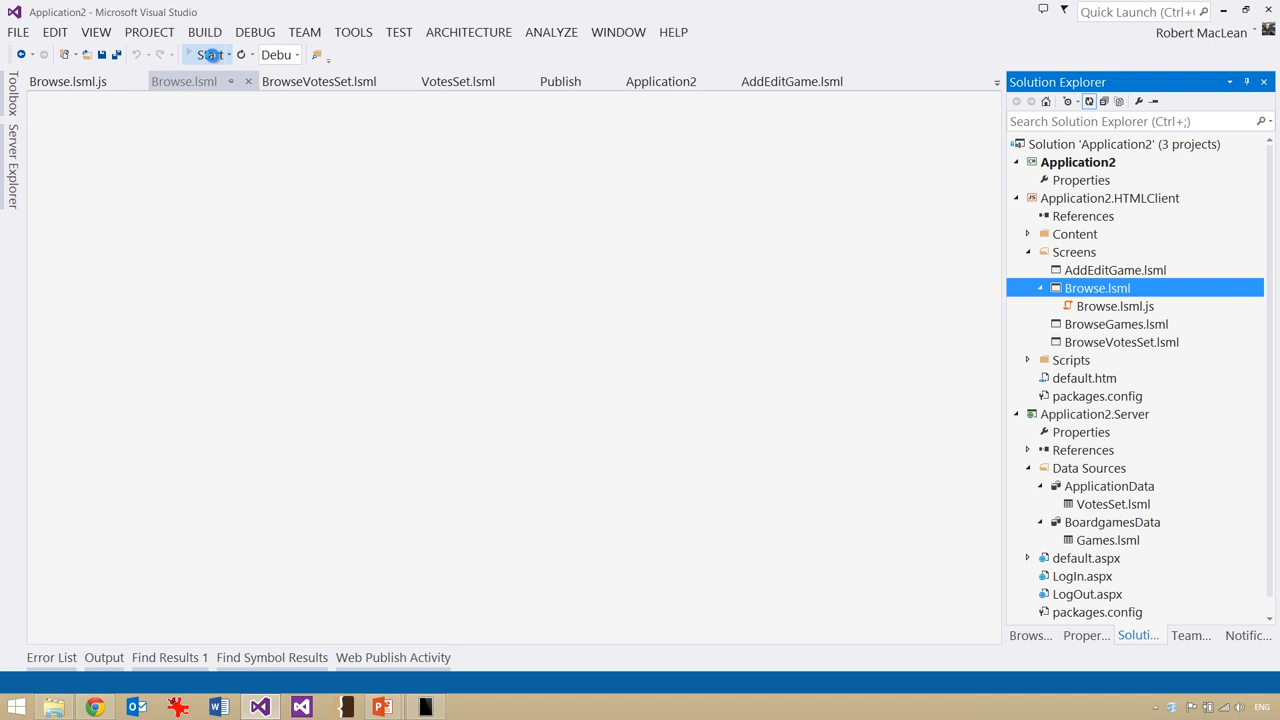 Application2 - Microsoft Visual Studio
Quick Launch (Ctrl+
FILE EDIT VIEW PROJECT BUILD DEBUG TEAM TOOLS TEST ARCHITECTURE ANALYZE WINDOW HELP
Robert MacLean
Start Debu
Browse.lsml.js Browse.lsml BrowseVotesSet.lsml VotesSet.lsml Publish Application2 AddEditGame.lsml
Toolbox
Server Explorer
Solution Explorer
Search Solution Explorer (Ctrl+;)
Solution 'Application2' (3 projects)
Application2
Properties
Application2.HTMLClient
References
Content
Screens
AddEditGame.lsml
Browse.lsml
Browse.lsml.js
BrowseGames.lsml
BrowseVotesSet.lsml
Scripts
default.htm
packages.config
Application2.Server
Properties
References
Data Sources
ApplicationData
VotesSet.lsml
BoardgamesData
Games.lsml
default.aspx
LogIn.aspx
LogOut.aspx
packages.config
Brows... Proper... Soluti... Team... Notific...
Error List Output Find Results 1 Find Symbol Results Web Publish Activity
ENG